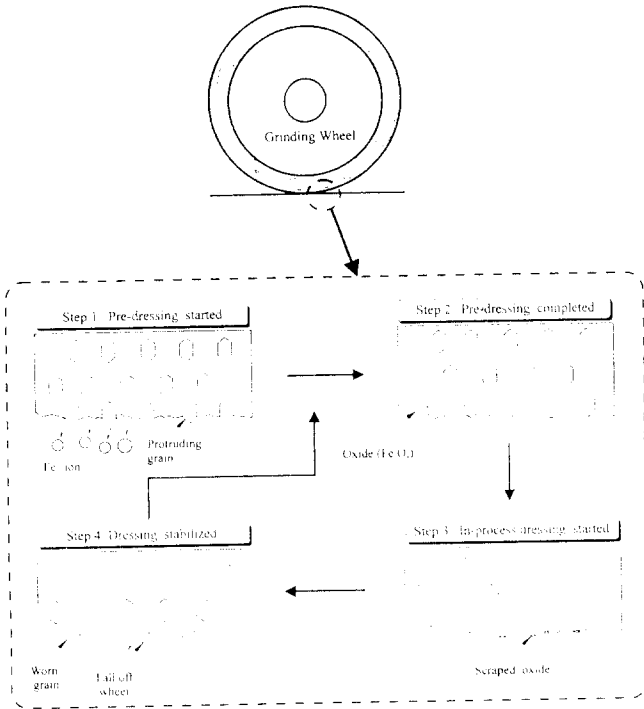 Grinding Wheel
Step 1 Pre-dressing started
Step 2 Pre-dressing completed
Fe ion
Protruding
grain
Oxide (Fe O
Step 4 Dressing stabilized
Step 3 In-process dressing started
Worn
grain
Fall off
wheel
Scraped oxide